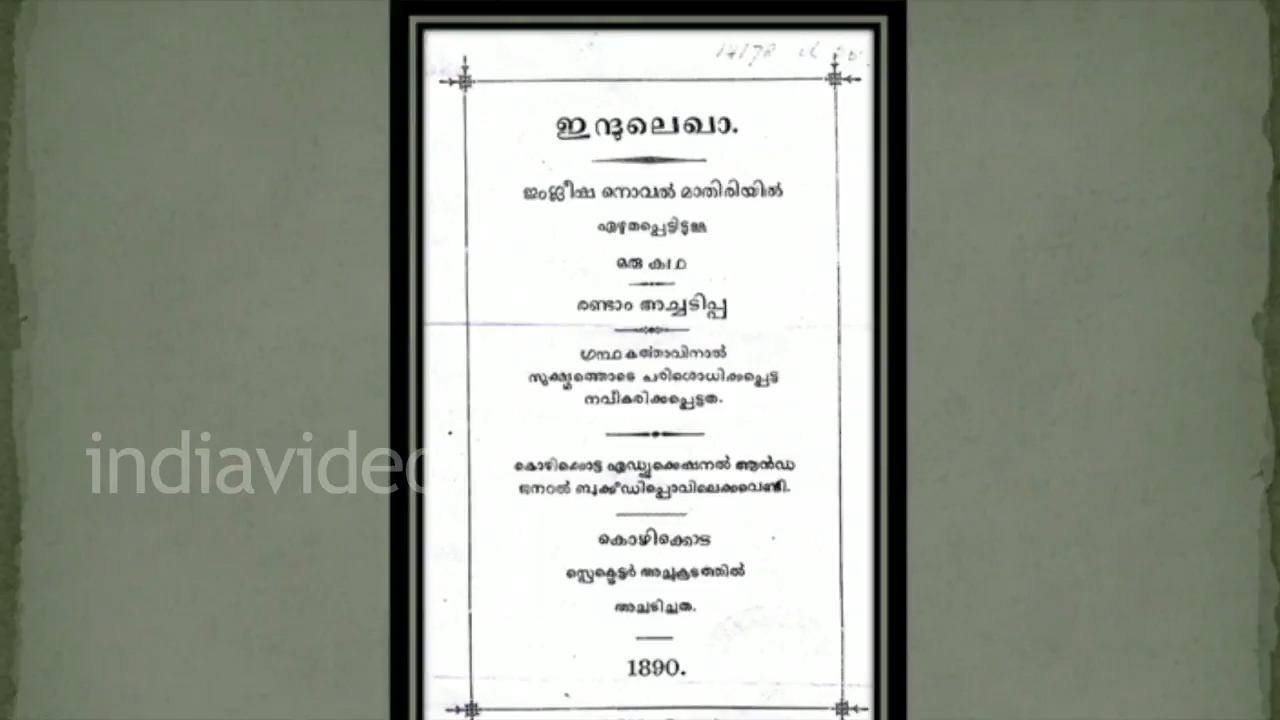 ഇന്ദുലെഖാ.
ഇംഗ്ലീഷ നൊവൽ മാതിരിയിൽ
എഴുതപ്പെട്ടിട്ടുള്ള
ഒരു കഥ
രണ്ടാം അച്ചടിപ്പ
ഗ്രന്ഥകൎത്താവിനാൽ
സൂക്ഷ്മത്തൊടെ പരിശൊധിക്കപ്പെട്ട
നവീകരിക്കപ്പെട്ടത.
കൊഴിക്കൊട്ട എഡ്യുക്കെഷനൽ ആൻഡ
ജനറൽ ബുക്ക്ഡിപ്പൊവിലെക്കുവെണ്ടി.
കൊഴിക്കൊട
സ്പെക്ടെട്ടർ അച്ചുകൂടത്തിൽ
അച്ചടിച്ചത.
1890.
indiavideo